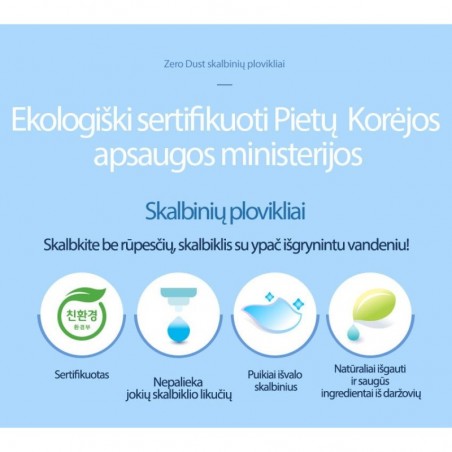 Zero Dust skalbinių plovikliai
Ekologiški sertifikuoti Pietų Korėjos
apsaugos ministerijos
Skalbinių plovikliai
Skalbkite be rūpesčių, skalbiklis su ypač išgrynintu vandeniu!
친환경
환경부
Sertifikuotas
Nepalieka
jokių skalbiklio likučių
Puikiai išvalo
skalbinius
Natūraliai išgauti
ir saugūs
ingredientai iš daržovių